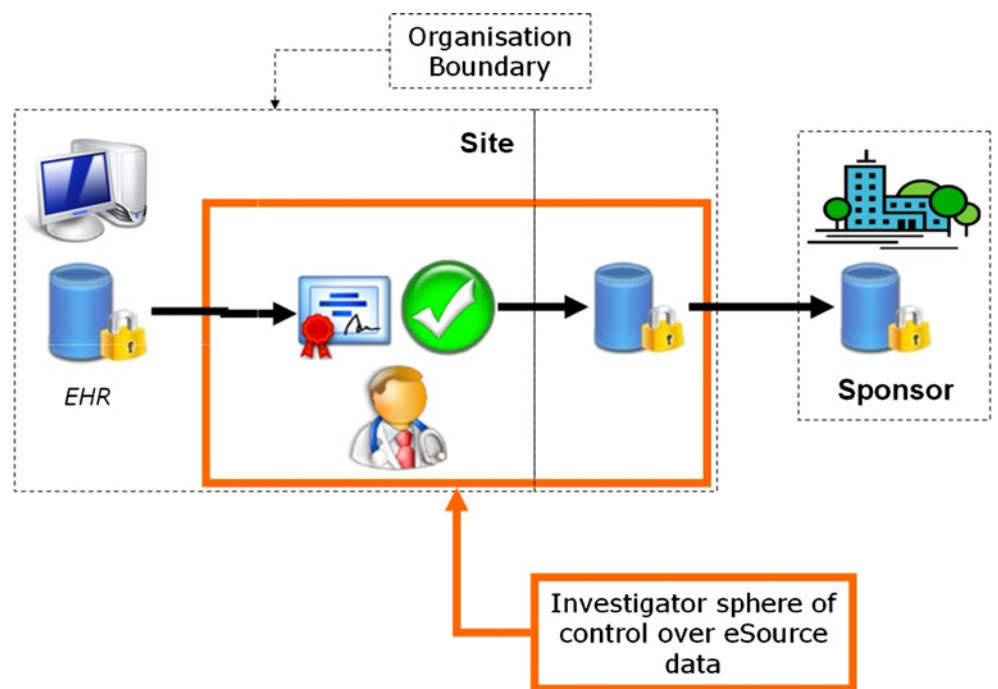 Organisation
Boundary
Site
EHR
Sponsor
Investigator sphere of
control over eSource
data